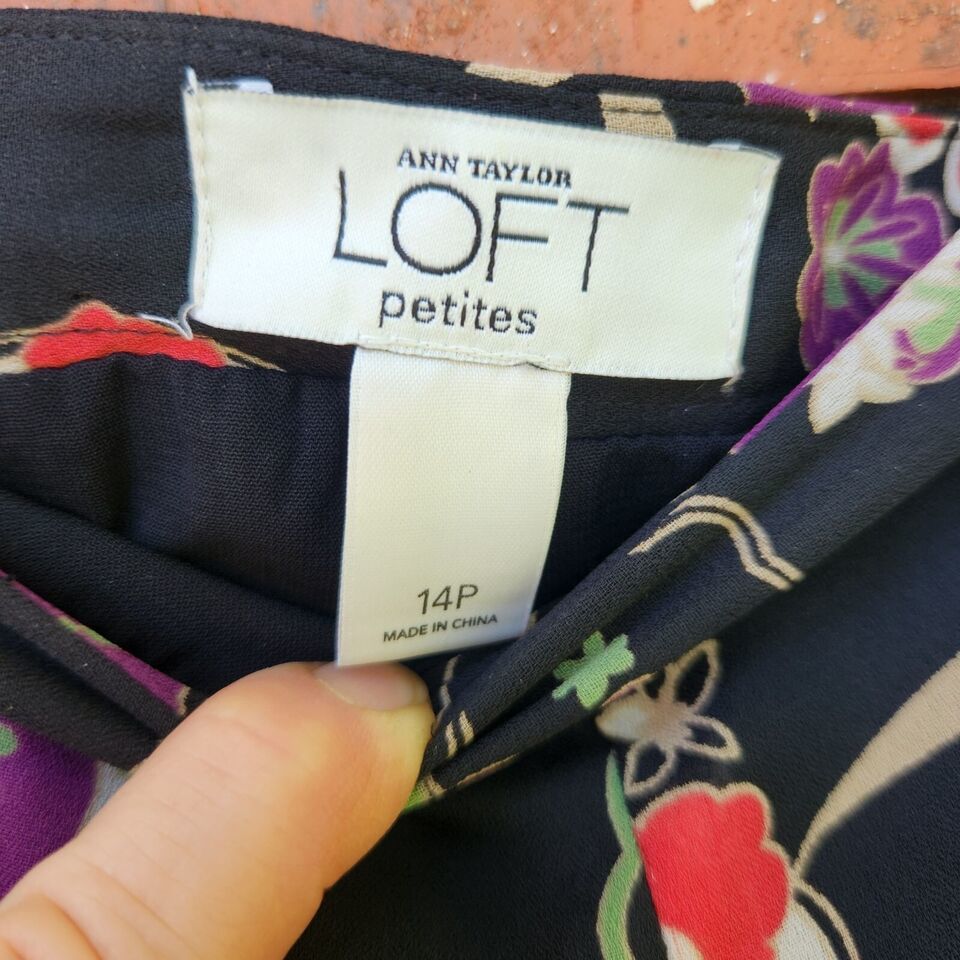 ANN TAYLOR
LOFT
petites
14P
MADE IN CHINA